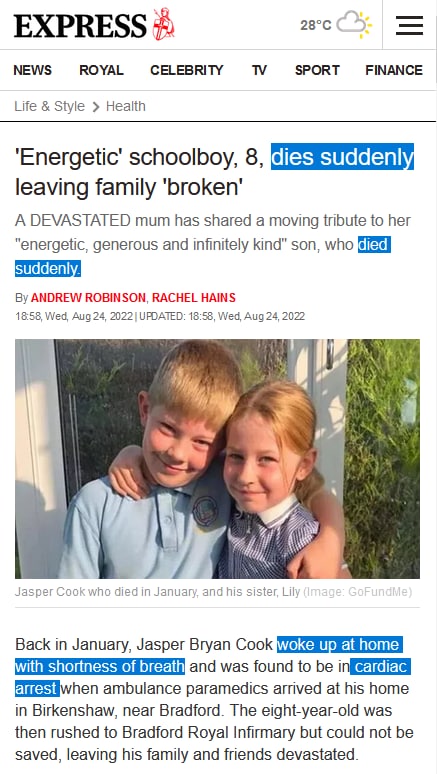 EXPRESS
28°C
NEWS ROYAL CELEBRITY TV SPORT FINANCE
Life & Style > Health
'Energetic' schoolboy, 8, dies suddenly
leaving family 'broken'
A DEVASTATED mum has shared a moving tribute to her
"energetic, generous and infinitely kind" son, who died
suddenly.
By ANDREW ROBINSON, RACHEL HAINS
18:58, Wed, Aug 24, 2022 | UPDATED: 18:58, Wed, Aug 24, 2022
Jasper Cook who died in January, and his sister, Lily (Image: GoFundMe)
Back in January, Jasper Bryan Cook woke up at home
with shortness of breath and was found to be in cardiac
arrest when ambulance paramedics arrived at his home
in Birkenshaw, near Bradford. The eight-year-old was
then rushed to Bradford Royal Infirmary but could not be
saved, leaving his family and friends devastated.